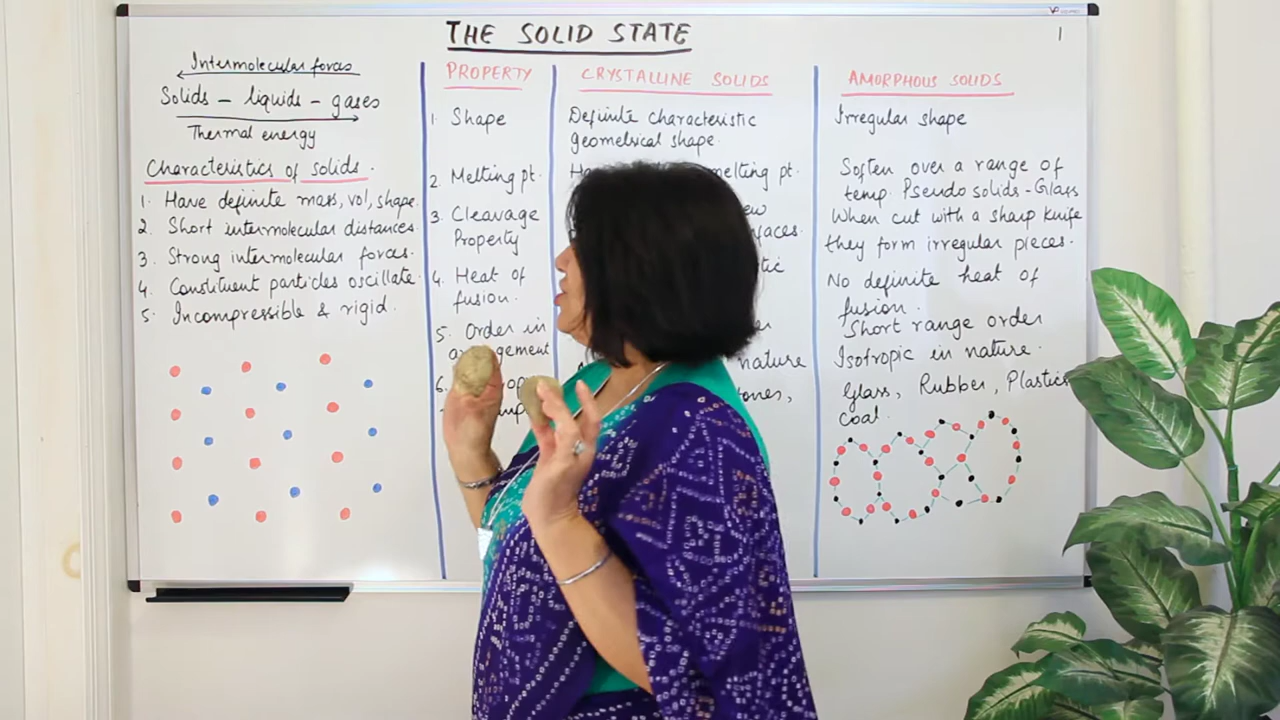 THE SOLID STATE
1
Intermolecular forces
Solids - liquids - gases
Thermal energy
Characteristics of solids.
1. Have definite mass, vol, shape.
2. Short intermolecular distances.
3. Strong intermolecular forces.
4. Constituent particles oscillate.
5. Incompressible & rigid.
PROPERTY
1. Shape
2. Melting pt.
3. Cleavage
Property
4. Heat of
fusion.
5. Order in
6.
CRYSTALLINE SOLIDS
Definite characteristic
geometrical shape.
melting pt.
nature
AMORPHOUS SOLIDS
Irregular shape
Soften over a range of
temp. Pseudo solids - Glass
When cut with a sharp knife
they form irregular pieces.
No definite heat of
fusion.
Short range order
Isotropic in nature.
Glass, Rubber, Plastics
coal.